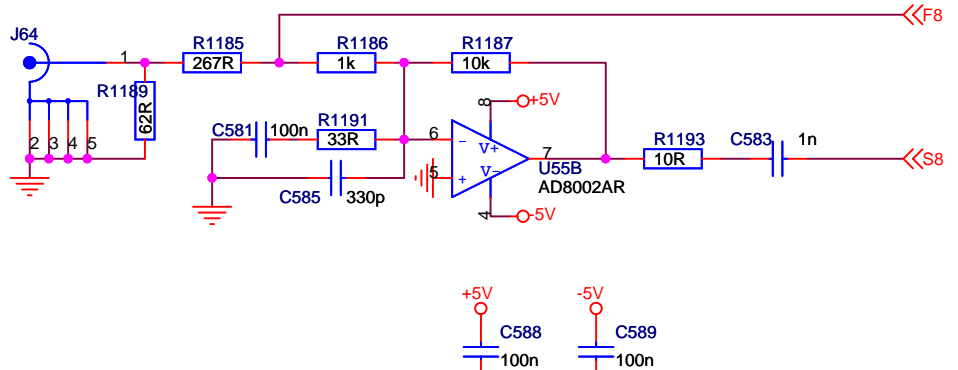 F8
J64
R1185
R1186
R1187
1
267R
1k
10k
R1189
62R
8
+5V
C581
100n
R1191
33R
6
-
V+
R1193
C583
1n
2
3
4
5
7
10R
S8
5
+
V-
U55B
C585
330p
AD8002AR
4
-5V
+5V
-5V
C588
C589
100n
100n